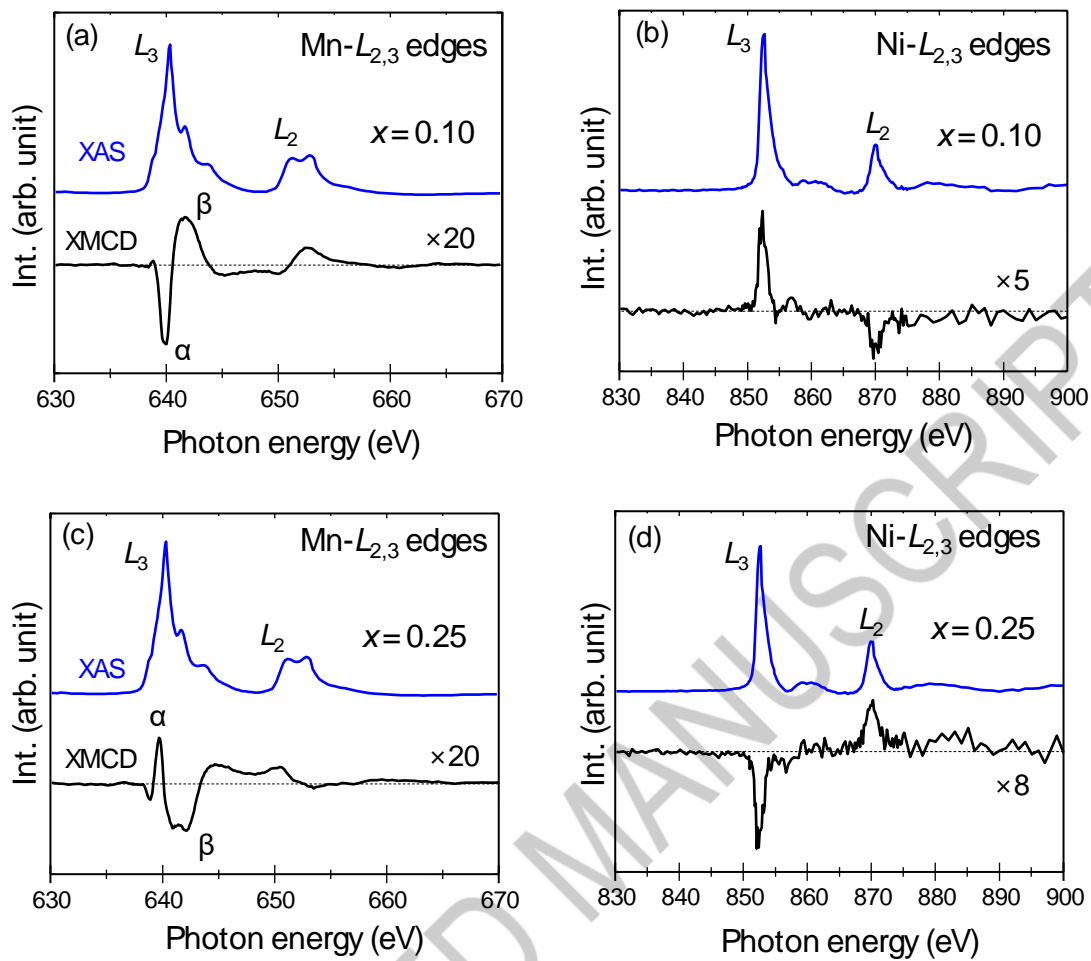 (a)
L3
Mn-L2,3 edges
XAS
L2
x = 0.10
β
XMCD
×20
α
Int. (arb. unit)
630 640 650 660 670
Photon energy (eV)
(b)
L3
Ni-L2,3 edges
L2
x = 0.10
×5
Int. (arb. unit)
830 840 850 860 870 880 890 900
Photon energy (eV)
(c)
L3
Mn-L2,3 edges
XAS
L2
x = 0.25
α
XMCD
×20
β
Int. (arb. unit)
630 640 650 660 670
Photon energy (eV)
(d)
L3
Ni-L2,3 edges
L2
x = 0.25
×8
Int. (arb. unit)
830 840 850 860 870 880 890 900
Photon energy (eV)
ED MANUSCRIPT